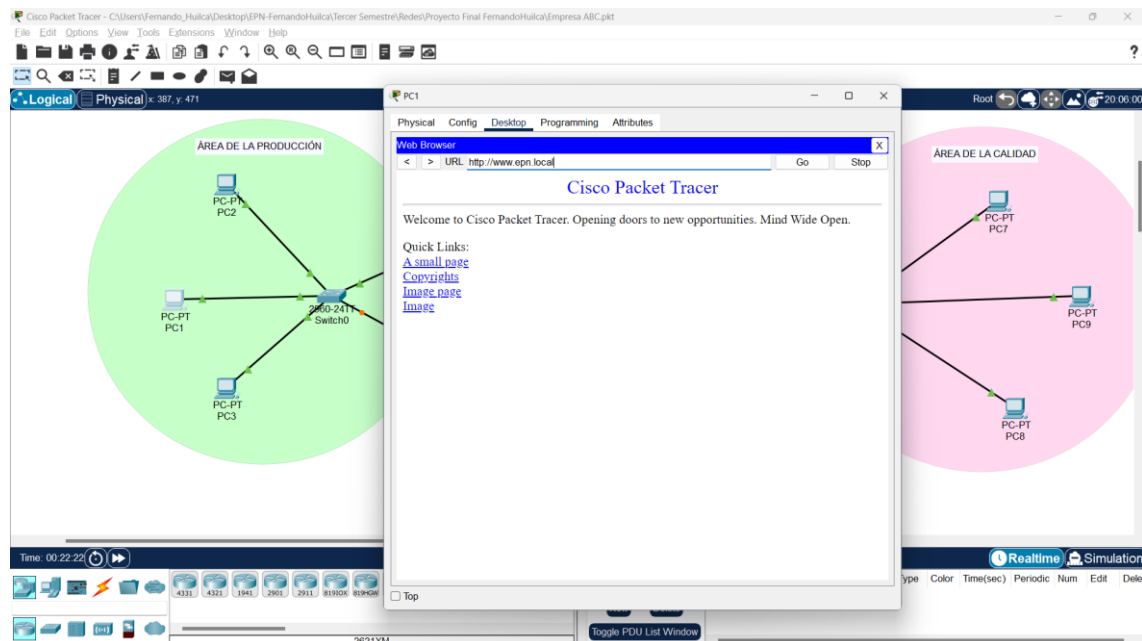 Cisco Packet Tracer - C:\Users\Fernando_Huilca\Desktop\EPN-FernandoHuilca\Tercer Semestre\Redes\Proyecto Final FernandoHuilca\Empresa ABC.pkt
File Edit Options View Tools Extensions Window Help
?
Logical Physical x: 387, y: 471
Root 20:06:00
PC1
Physical Config Desktop Programming Attributes
Web Browser X
< > URL http://www.epn.local Go Stop
Cisco Packet Tracer
Welcome to Cisco Packet Tracer. Opening doors to new opportunities. Mind Wide Open.
Quick Links:
A small page
Copyrights
Image page
Image
Top
ÁREA DE LA PRODUCCIÓN
PC-PT
PC2
PC-PT
PC1
2960-24TT
Switch0
PC-PT
PC3
ÁREA DE LA CALIDAD
PC-PT
PC7
PC-PT
PC9
PC-PT
PC8
Time: 00:22:22
Realtime Simulation
4331 4321 1941 2901 2911 819IOX 819HGW
Type Color Time(sec) Periodic Num Edit Dele
Toggle PDU List Window